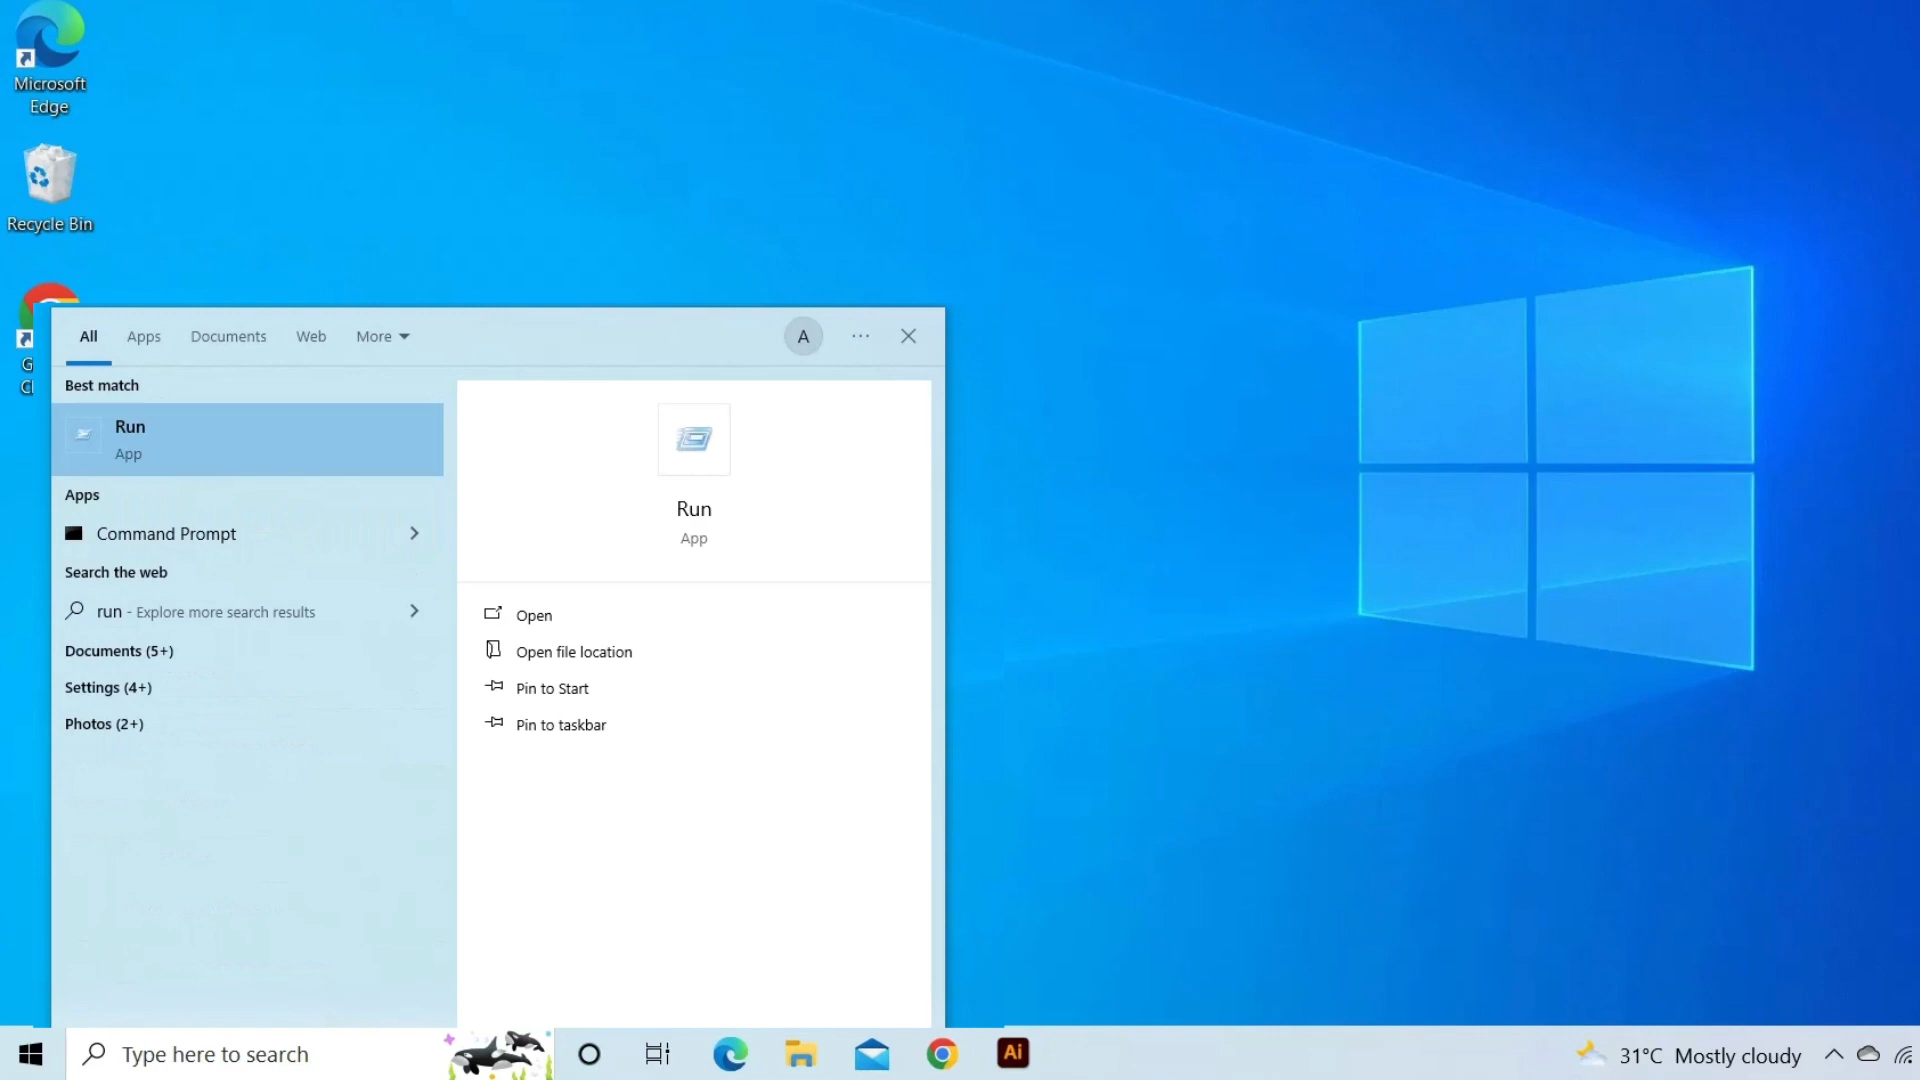 Microsoft
Edge
Recycle Bin
G
All Apps Documents Web More A ...
Best match
Run
App
Apps
Command Prompt
Search the web
run - Explore more search results
Documents (5+)
Settings (4+)
Photos (2+)
Run
App
Open
Open file location
Pin to Start
Pin to taskbar
Type here to search
Ai
31°C Mostly cloudy